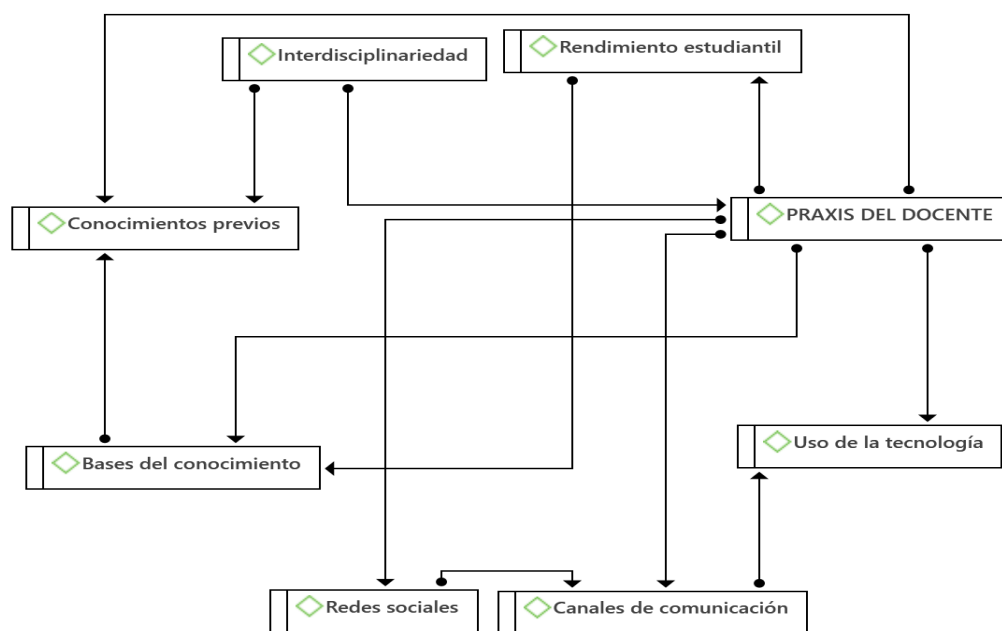 Interdisciplinariedad
Rendimiento estudiantil
Conocimientos previos
PRAXIS DEL DOCENTE
Bases del conocimiento
Uso de la tecnología
Redes sociales
Canales de comunicación